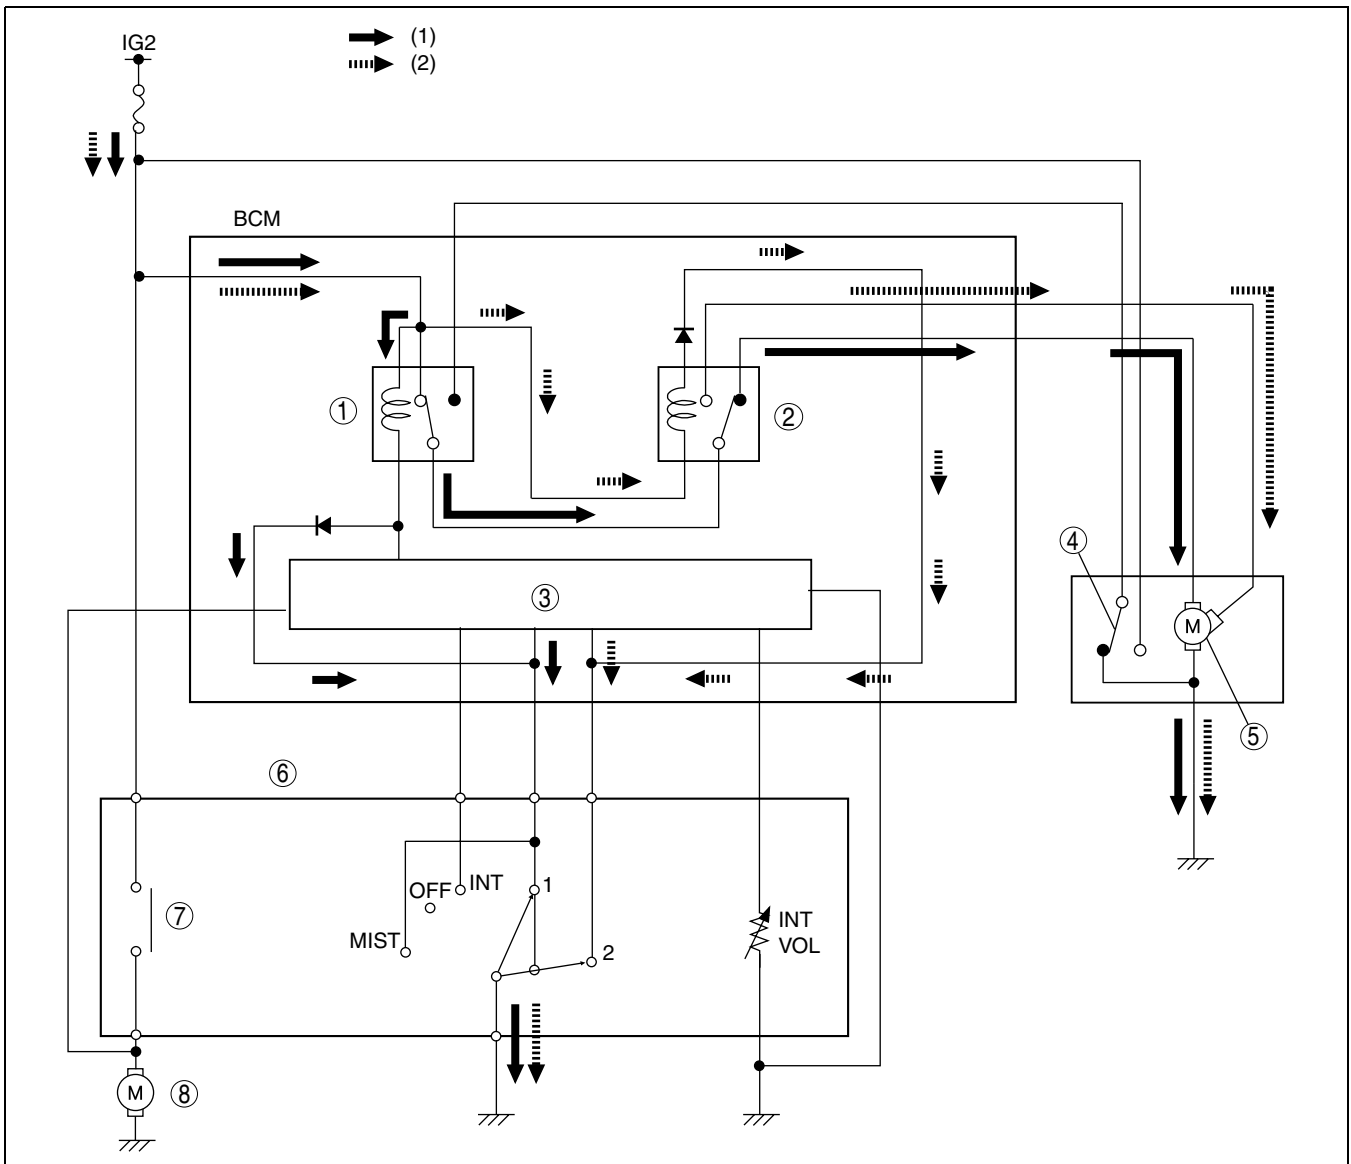 IG2
(1)
(2)
BCM
①
②
③
④
M
⑤
⑥
⑦
OFF
INT
1
MIST
2
INT
VOL
M
⑧